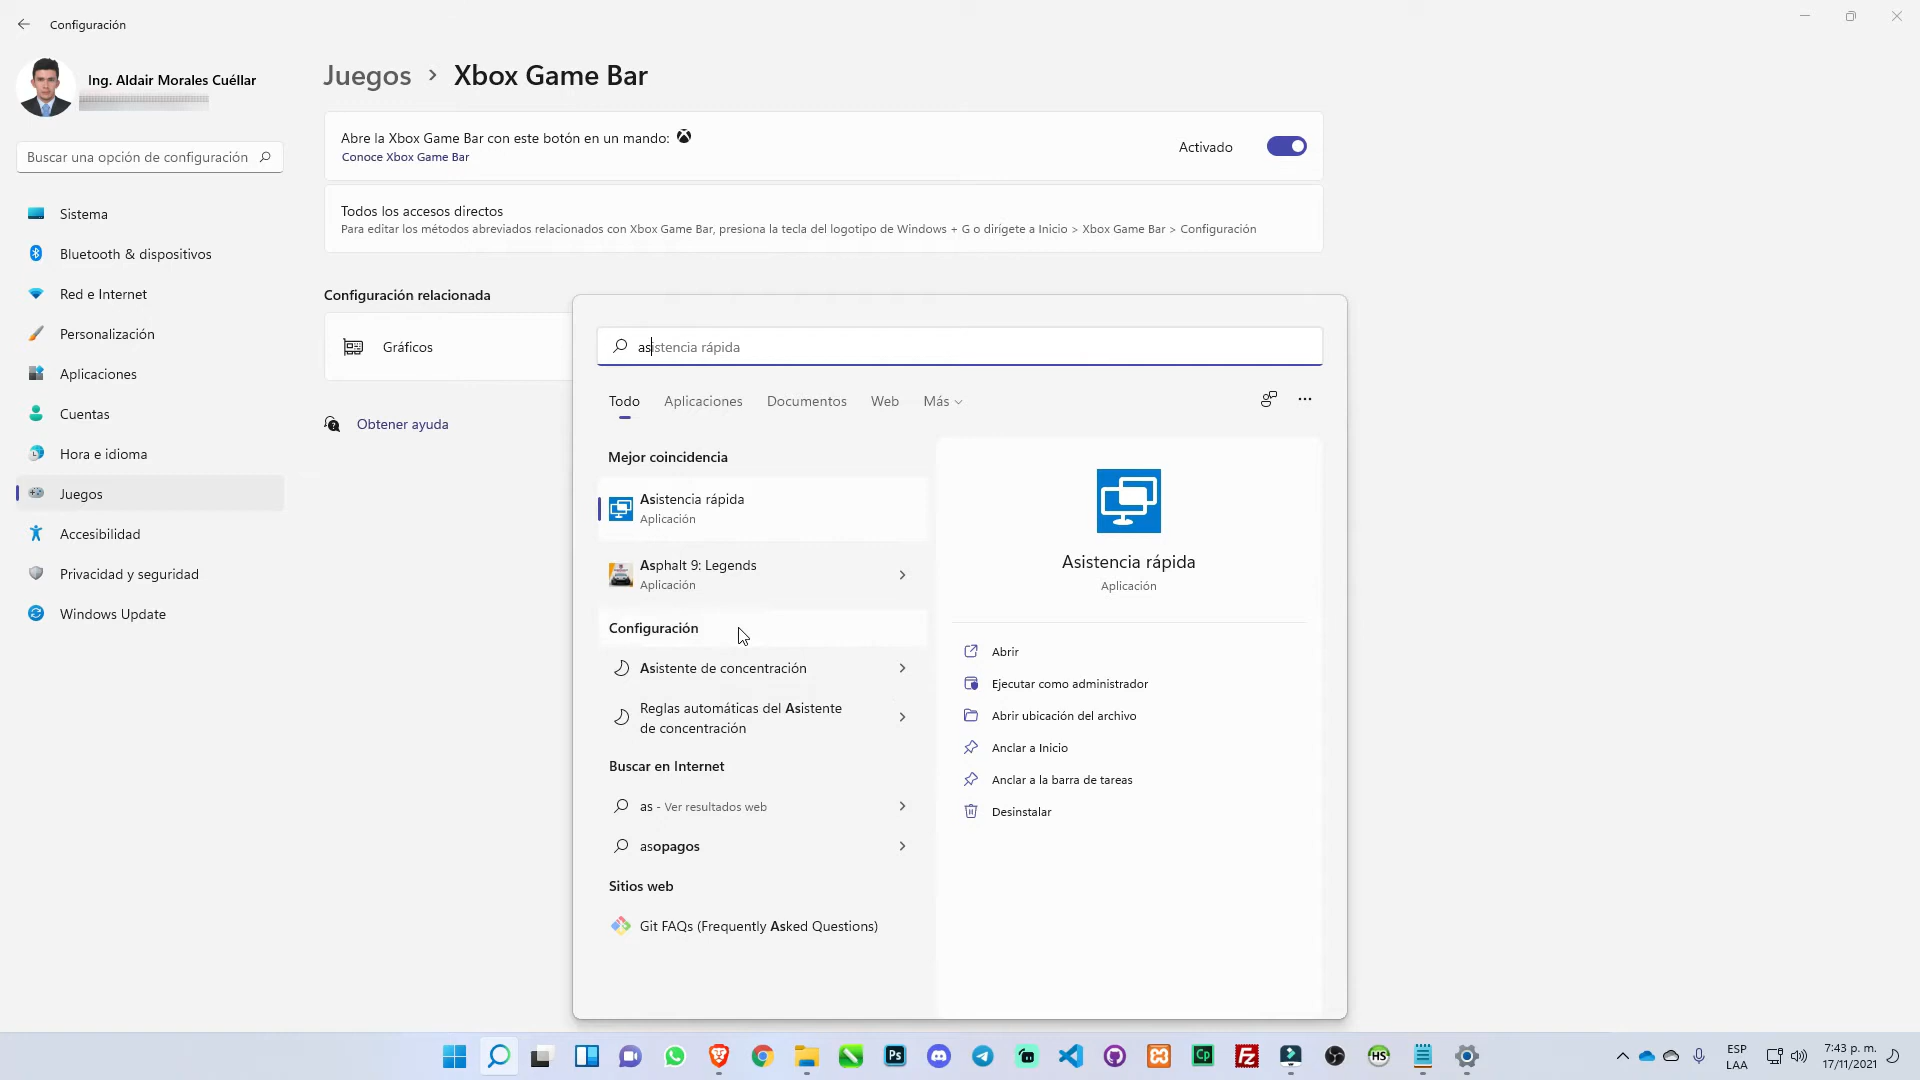 Configuración
Ing. Aldair Morales Cuéllar
Buscar una opción de configuración
Sistema
Bluetooth & dispositivos
Red e Internet
Personalización
Aplicaciones
Cuentas
Hora e idioma
Juegos
Accesibilidad
Privacidad y seguridad
Windows Update
Juegos > Xbox Game Bar
Abre la Xbox Game Bar con este botón en un mando:
Conoce Xbox Game Bar
Activado
Todos los accesos directos
Para editar los métodos abreviados relacionados con Xbox Game Bar, presiona la tecla del logotipo de Windows + G o dirígete a Inicio > Xbox Game Bar > Configuración
Configuración relacionada
Gráficos
Obtener ayuda
asistencia rápida
Todo Aplicaciones Documentos Web Más
Mejor coincidencia
Asistencia rápida
Aplicación
Asphalt 9: Legends
Aplicación
Configuración
Asistente de concentración
Reglas automáticas del Asistente
de concentración
Buscar en Internet
as - Ver resultados web
asopagos
Sitios web
Git FAQs (Frequently Asked Questions)
Asistencia rápida
Aplicación
Abrir
Ejecutar como administrador
Abrir ubicación del archivo
Anclar a Inicio
Anclar a la barra de tareas
Desinstalar
Ps
Cp
FZ
HS
ESP
LAA
7:43 p. m.
17/11/2021